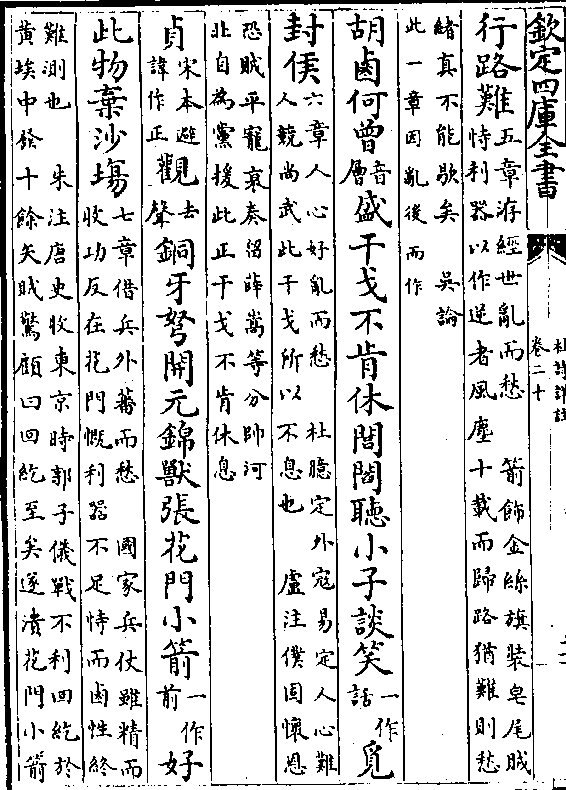 欽定四庫全書
杜詩詳註
卷二十
行路難五章洊經世亂而愁 箭飾金絲旗裝皂尾賊
恃利器以作逆者風塵十載而歸路猶難則愁
緒真不能歇矣 吳論
此一章因亂後而作
胡鹵何曾音層盛干戈不肯休閭閻聽小子談笑一作話覓
封侯六章人心好亂而愁 杜臆定外寇易定人心難
人競尚武此干戈所以不息也 盧注僕固懷恩
恐賊平寵衰奏留薛嵩等分帥河
北自為黨援此正干戈不肯休息
貞宋本避諱作正觀去聲銅牙弩開元錦獸張花門小箭一作前好
此物棄沙塲七章借兵外蕃而愁 國家兵仗雖精而
收功反在花門慨利器不足恃而鹵性終
難測也 朱注唐史收東京時郭子儀戰不利回紇於
黃埃中發十餘矢賊驚顧曰回紇至矣遂潰花門小箭